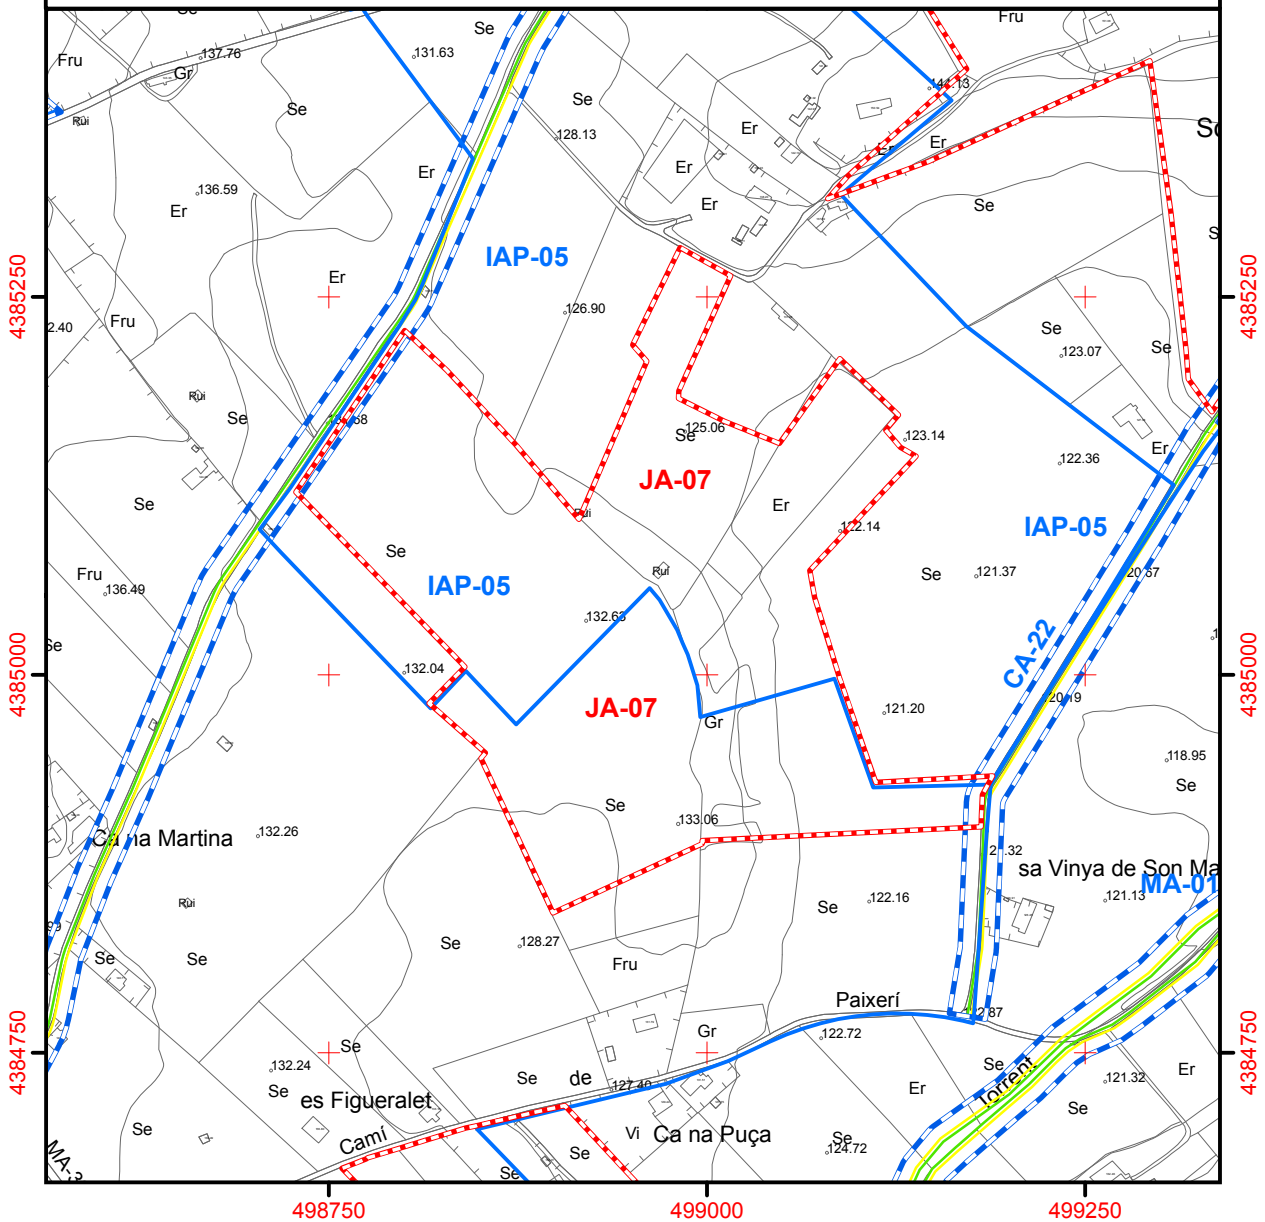 Se
Fru
137.76
131.63
Fru
Gr
Se
Se
Rui
128.13
Er
Er
Er
Er
Sc
136.59
Er
Er
Er
Se
IAP-05
Er
126.90
Fru
Se
123.07
Se
Rui
Se
125.06
Se
123.14
Er
122.36
JA-07
Se
Er
Rui
122.14
IAP-05
Se
Rui
Se
121.37
Fru
136.49
IAP-05
132.63
Se
132.04
CA-22
JA-07
121.20
Gr
118.95
Se
Se
133.06
132.26
Ca na Martina
sa Vinya de Son Ma
MA-01
122.16
121.13
Se
Rui
Se
128.27
Se
Se
Fru
Paixerí
Gr
122.72
132.24
Se
Se
Se
de
127.40
Se
Er
Torrent
121.32
Er
Se
es Figueralet
Camí
Se
Vi
Ca na Puça
Se
124.72
Se
Se
498750
499000
499250
4385250
4385000
4384750
4385250
4385000
4384750